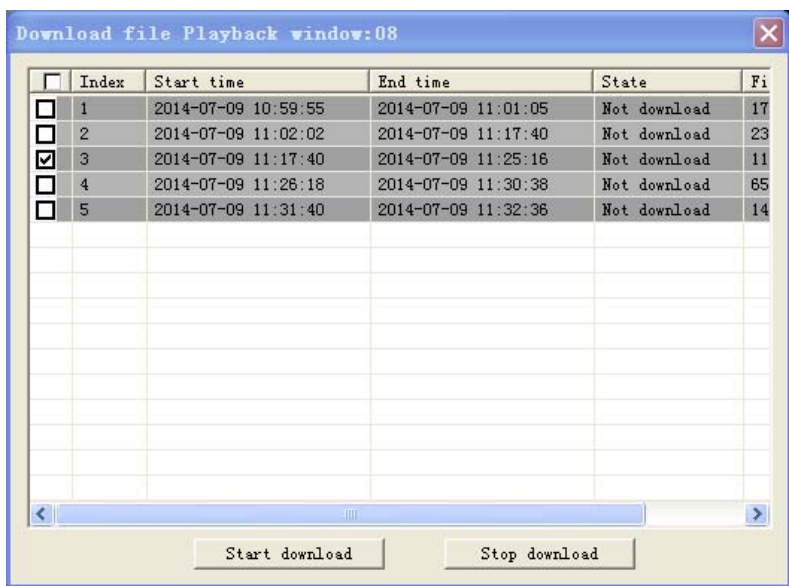 Download file Playback window:08
Index Start time End time State Fi
1 2014-07-09 10:59:55 2014-07-09 11:01:05 Not download 17
2 2014-07-09 11:02:02 2014-07-09 11:17:40 Not download 23
3 2014-07-09 11:17:40 2014-07-09 11:25:16 Not download 11
4 2014-07-09 11:26:18 2014-07-09 11:30:38 Not download 65
5 2014-07-09 11:31:40 2014-07-09 11:32:36 Not download 14
Start download Stop download